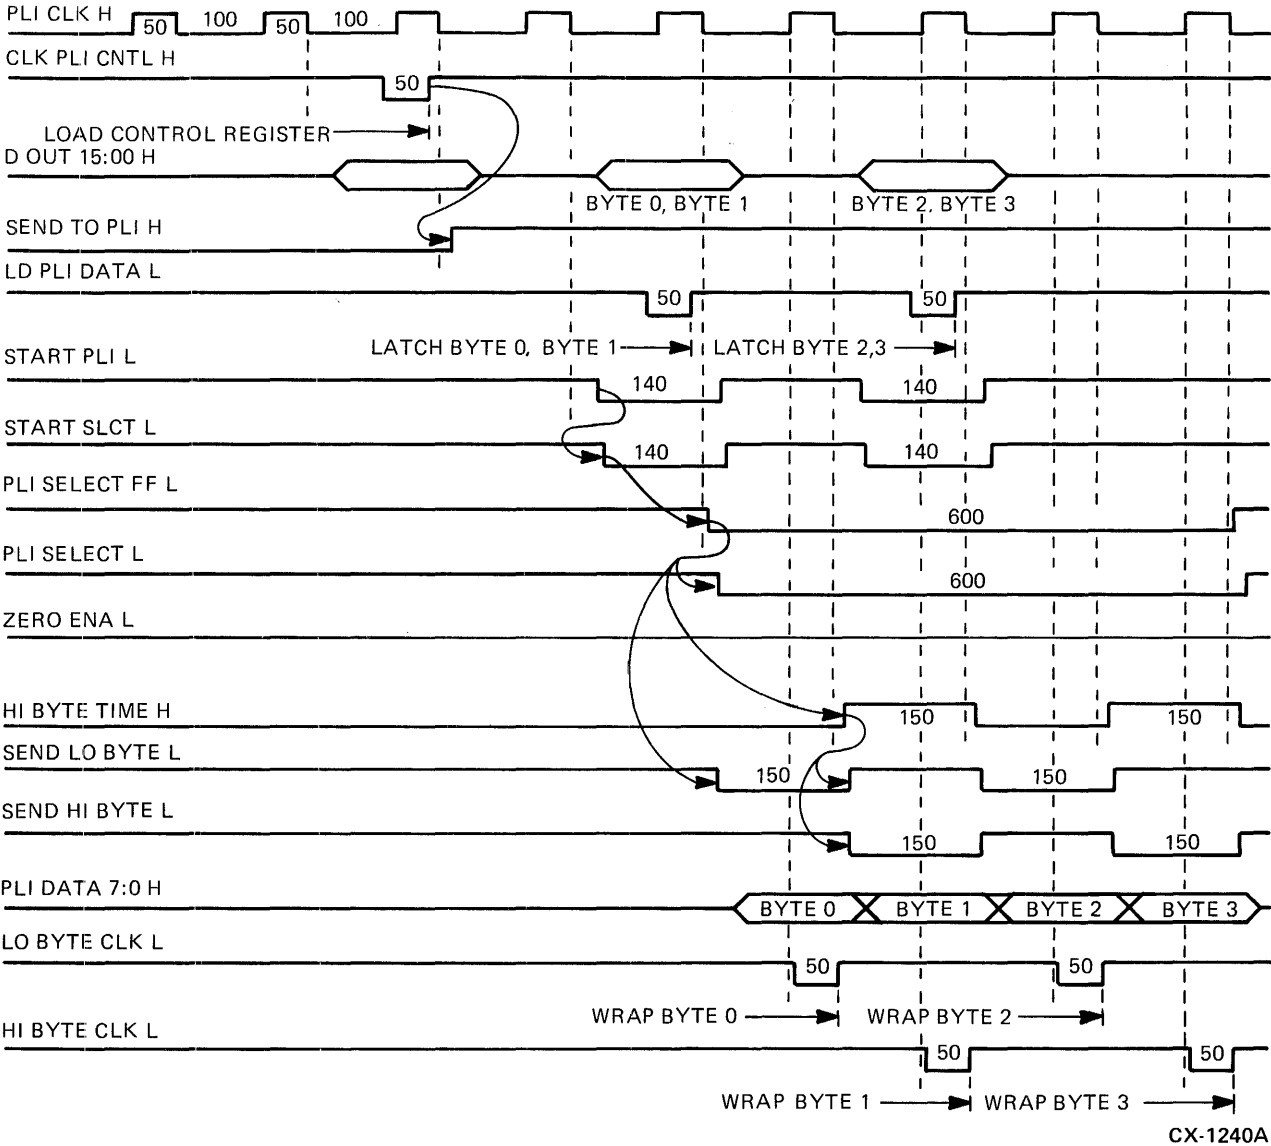 PLI CLK H
50 100 50 100
CLK PLI CNTL H
50
LOAD CONTROL REGISTER
D OUT 15:00 H
BYTE 0, BYTE 1 BYTE 2, BYTE 3
SEND TO PLI H
LD PLI DATA L
50 50
LATCH BYTE 0, BYTE 1 LATCH BYTE 2,3
START PLI L
140 140
START SLCT L
140 140
PLI SELECT FF L
600
PLI SELECT L
600
ZERO ENA L
HI BYTE TIME H
150 150
SEND LO BYTE L
150 150
SEND HI BYTE L
150 150
PLI DATA 7:0 H
BYTE 0 BYTE 1 BYTE 2 BYTE 3
LO BYTE CLK L
50 50
WRAP BYTE 0 WRAP BYTE 2
HI BYTE CLK L
50 50
WRAP BYTE 1 WRAP BYTE 3
CX-1240A